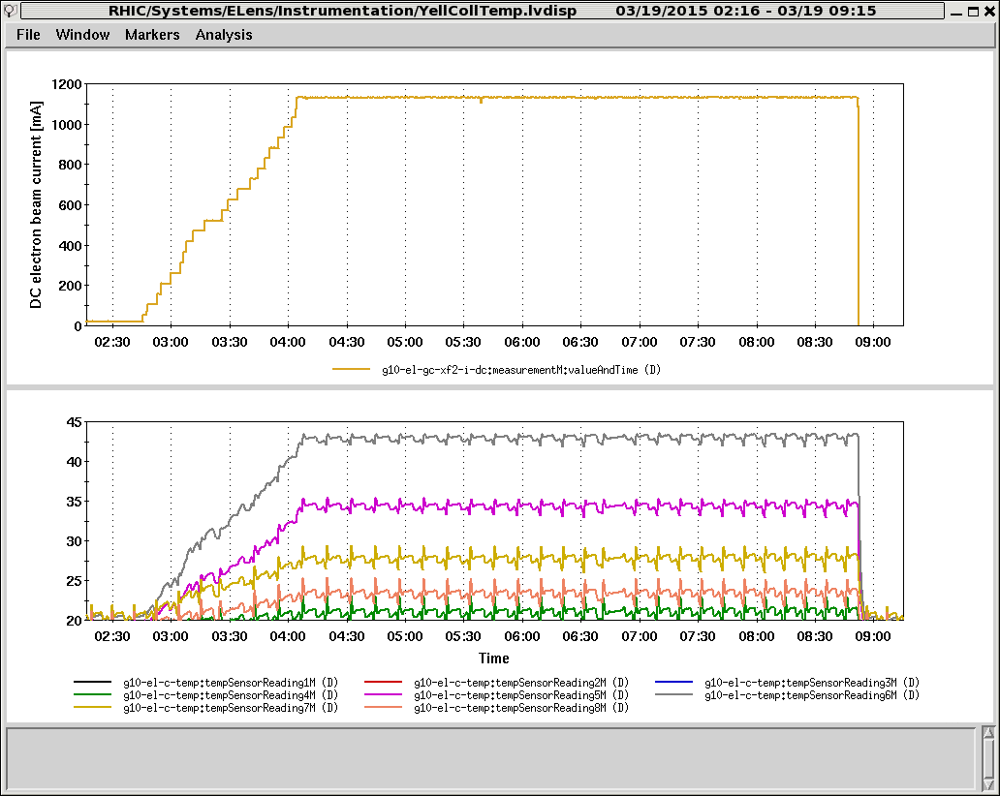 RHIC/Systems/ELens/Instrumentation/YellCollTemp.lvdisp 03/19/2015 02:16 - 03/19 09:15
File Window Markers Analysis
1200
1000
800
600
400
200
0
DC electron beam current [mA]
02:30 03:00 03:30 04:00 04:30 05:00 05:30 06:00 06:30 07:00 07:30 08:00 08:30 09:00
g10-el-gc-xf2-i-dc:measurementM:valueAndTime (D)
45
40
35
30
25
20
02:30 03:00 03:30 04:00 04:30 05:00 05:30 06:00 06:30 07:00 07:30 08:00 08:30 09:00
Time
g10-el-c-temp:tempSensorReading1M (D) g10-el-c-temp:tempSensorReading2M (D) g10-el-c-temp:tempSensorReading3M (D)
g10-el-c-temp:tempSensorReading4M (D) g10-el-c-temp:tempSensorReading5M (D) g10-el-c-temp:tempSensorReading6M (D)
g10-el-c-temp:tempSensorReading7M (D) g10-el-c-temp:tempSensorReading8M (D)